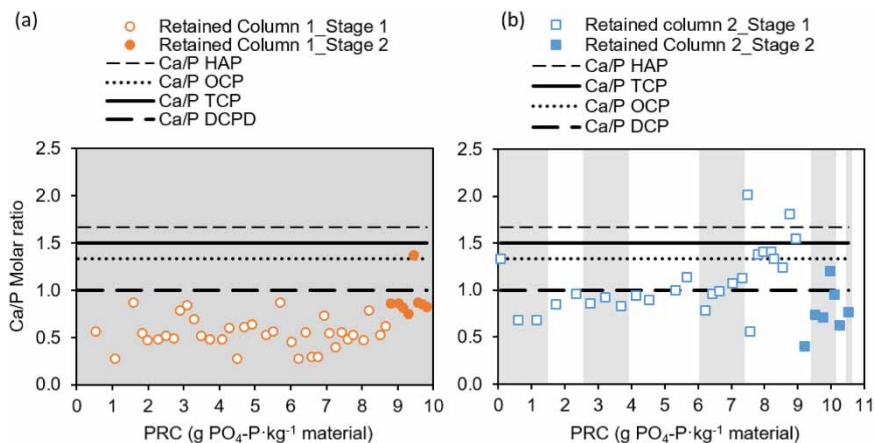 (a)
Retained Column 1_Stage 1
Retained Column 1_Stage 2
Ca/P HAP
Ca/P OCP
Ca/P TCP
Ca/P DCPD
2.5
2.0
1.5
1.0
0.5
0.0
Ca/P Molar ratio
0 1 2 3 4 5 6 7 8 9 10
PRC (g PO₄-P·kg⁻¹ material)
(b)
Retained column 2_Stage 1
Retained Column 2_Stage 2
Ca/P HAP
Ca/P TCP
Ca/P OCP
Ca/P DCP
2.5
2.0
1.5
1.0
0.5
0.0
0 1 2 3 4 5 6 7 8 9 10 11
PRC (g PO₄-P·kg⁻¹ material)